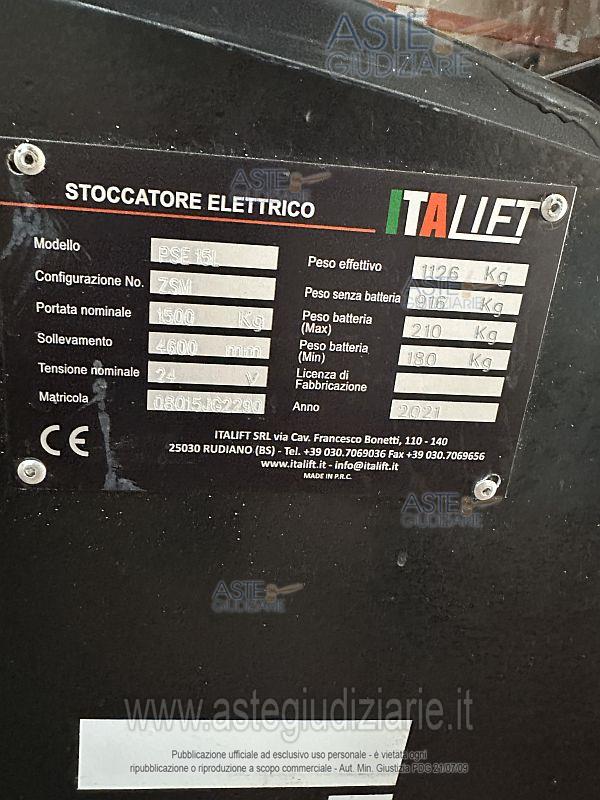 ASTE
GIUDIZIARIE
STOCCATORE ELETTRICO
ITALIFT
Modello PSE 15L
Configurazione No. ZSM
Portata nominale 1500 Kg
Sollevamento 4600 mm
Tensione nominale 24 V
Matricola 08015JG2290
Peso effettivo 1126 Kg
Peso senza batteria 916 Kg
Peso batteria (Max) 210 Kg
Peso batteria (Min) 180 Kg
Licenza di Fabbricazione
Anno 2021
CE
ITALIFT SRL via Cav. Francesco Bonetti, 110 - 140
25030 RUDIANO (BS) - Tel. +39 030.7069036 Fax +39 030.7069656
www.italift.it - info@italift.it
MADE IN P.R.C.
ASTE
GIUDIZIARIE
ASTE
GIUDIZIARIE
www.astegiudiziarie.it
Pubblicazione ufficiale ad esclusivo uso personale - è vietata ogni
ripubblicazione o riproduzione a scopo commerciale - Aut. Min. Giustizia PDG 21/07/09